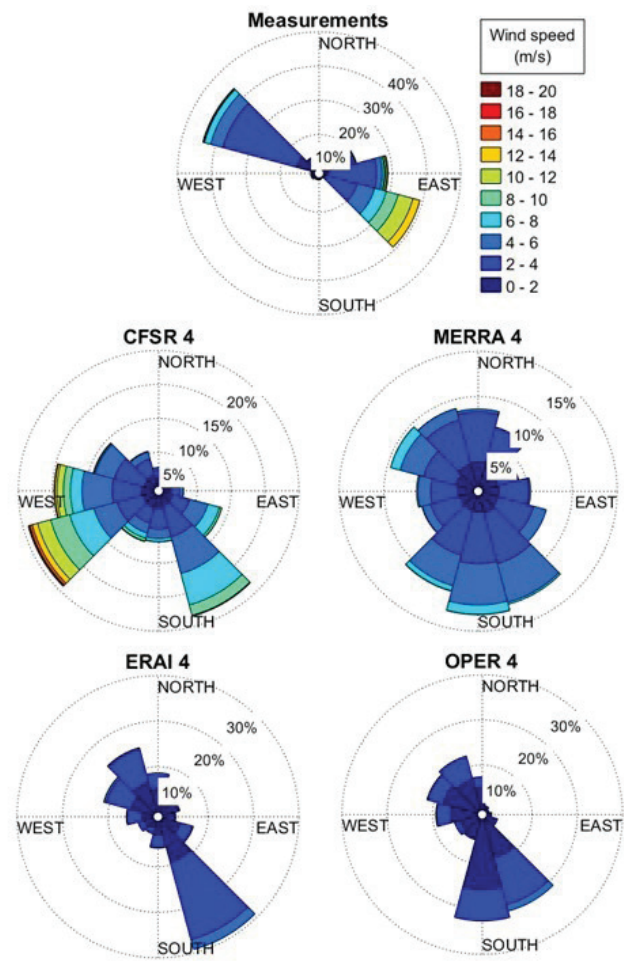 Measurements
NORTH
40%
30%
20%
10%
WEST
EAST
SOUTH
Wind speed
(m/s)
18 - 20
16 - 18
14 - 16
12 - 14
10 - 12
8 - 10
6 - 8
4 - 6
2 - 4
0 - 2
CFSR 4
NORTH
20%
15%
10%
5%
WEST
EAST
SOUTH
MERRA 4
NORTH
15%
10%
5%
WEST
EAST
SOUTH
ERAI 4
NORTH
30%
20%
10%
WEST
EAST
SOUTH
OPER 4
NORTH
30%
20%
10%
WEST
EAST
SOUTH